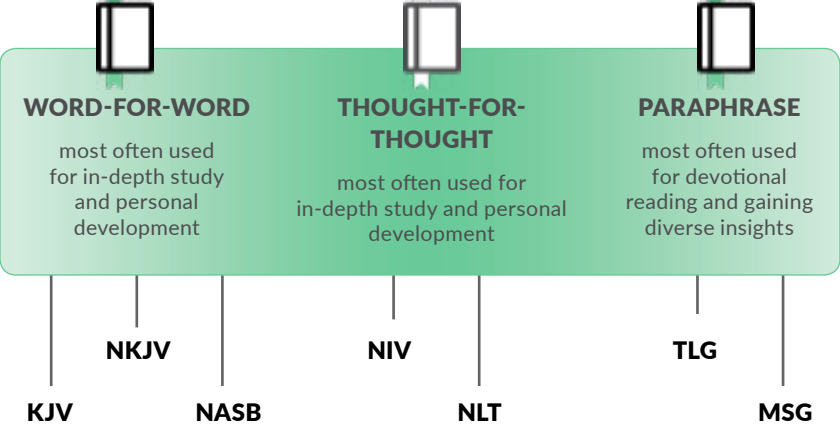 WORD-FOR-WORD
most often used
for in-depth study
and personal
development
THOUGHT-FOR-
THOUGHT
most often used for
in-depth study and personal
development
PARAPHRASE
most often used
for devotional
reading and gaining
diverse insights
NKJV
NIV
TLG
KJV
NASB
NLT
MSG